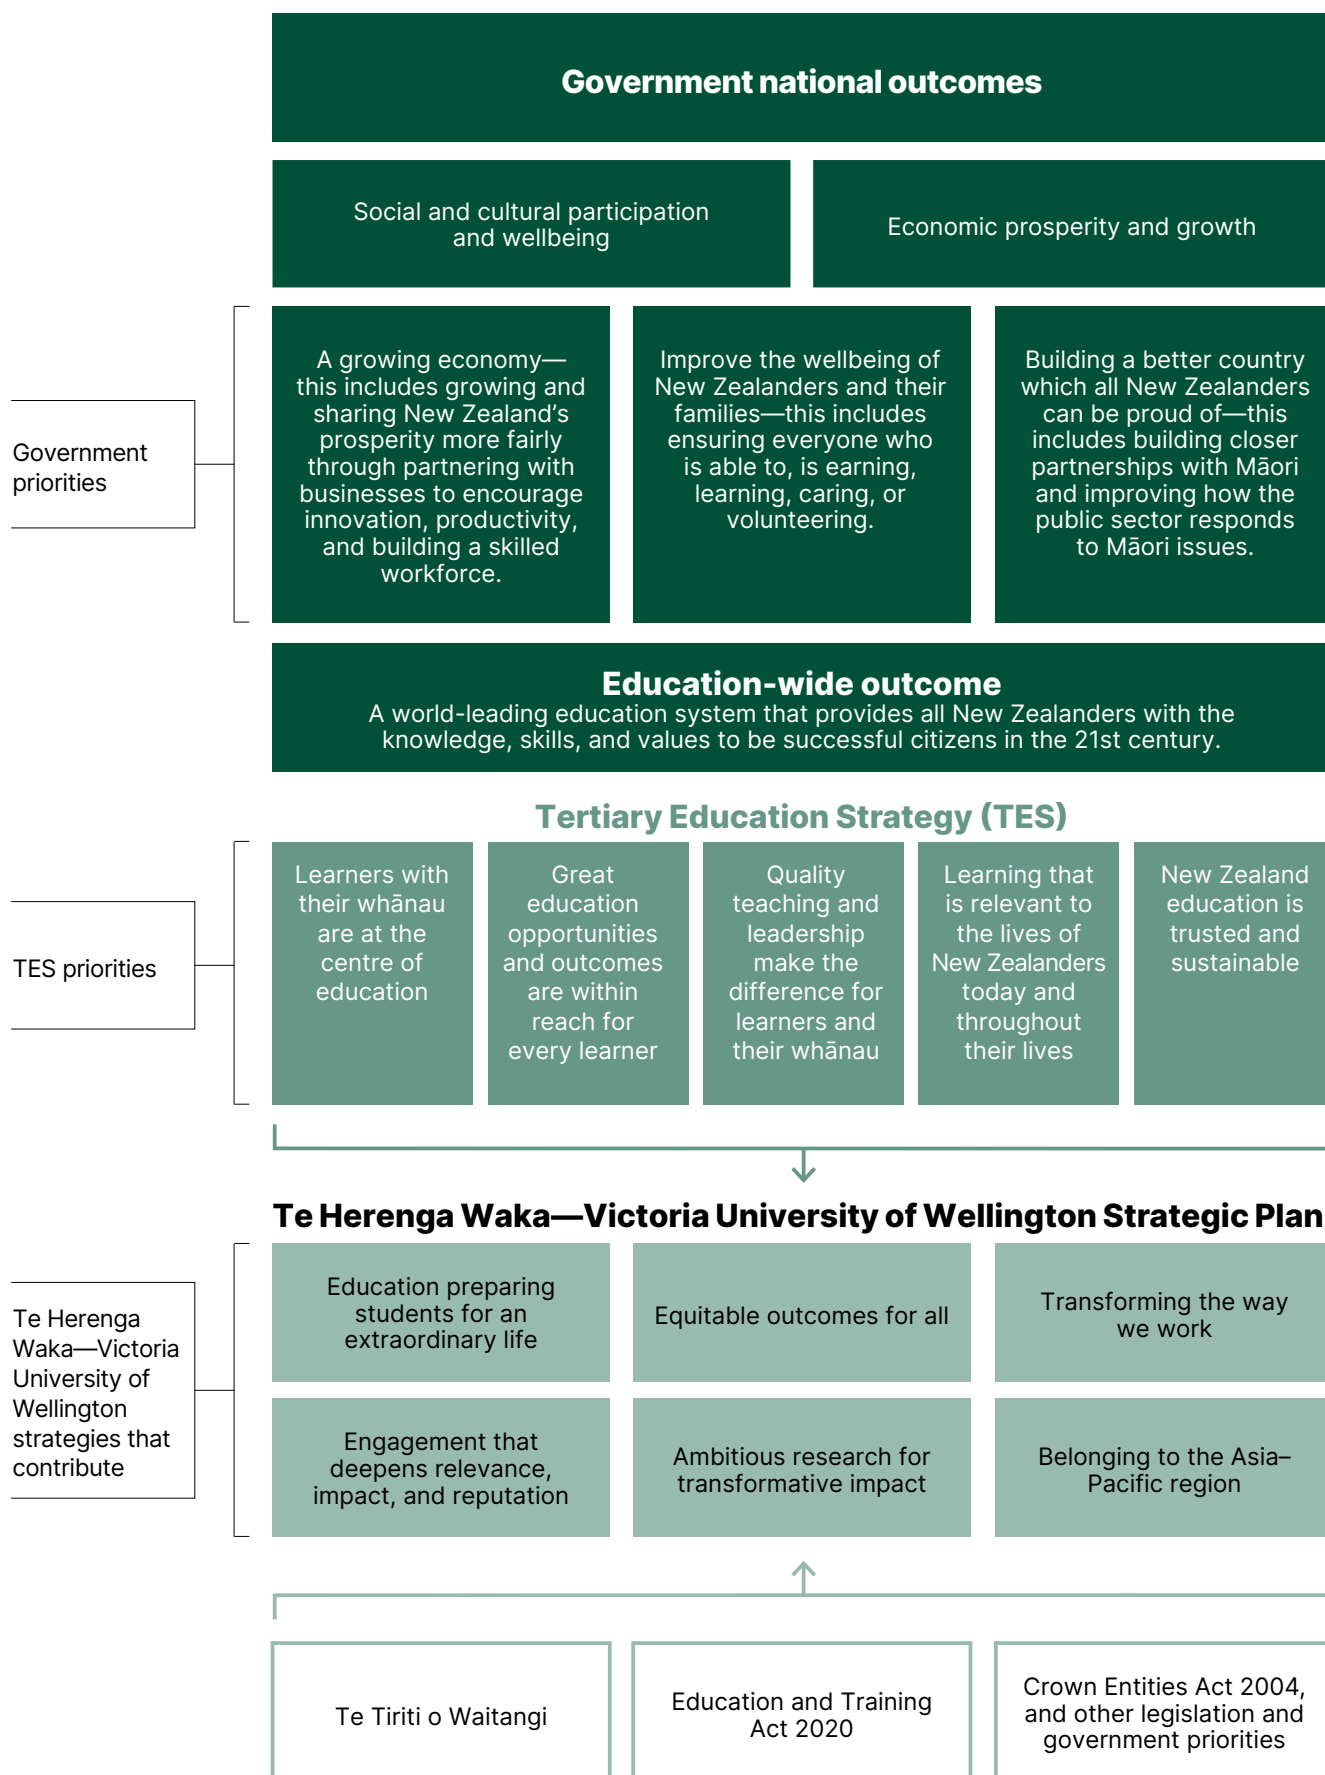 Government national outcomes
Social and cultural participation
and wellbeing
Economic prosperity and growth
Government
priorities
A growing economy—
this includes growing and
sharing New Zealand’s
prosperity more fairly
through partnering with
businesses to encourage
innovation, productivity,
and building a skilled
workforce.
Improve the wellbeing of
New Zealanders and their
families—this includes
ensuring everyone who
is able to, is earning,
learning, caring, or
volunteering.
Building a better country
which all New Zealanders
can be proud of—this
includes building closer
partnerships with Māori
and improving how the
public sector responds
to Māori issues.
Education-wide outcome
A world-leading education system that provides all New Zealanders with the
knowledge, skills, and values to be successful citizens in the 21st century.
Tertiary Education Strategy (TES)
TES priorities
Learners with
their whānau
are at the
centre of
education
Great
education
opportunities
and outcomes
are within
reach for
every learner
Quality
teaching and
leadership
make the
difference for
learners and
their whānau
Learning that
is relevant to
the lives of
New Zealanders
today and
throughout
their lives
New Zealand
education is
trusted and
sustainable
Te Herenga Waka—Victoria University of Wellington Strategic Plan
Te Herenga
Waka—Victoria
University of
Wellington
strategies that
contribute
Education preparing
students for an
extraordinary life
Equitable outcomes for all
Transforming the way
we work
Engagement that
deepens relevance,
impact, and reputation
Ambitious research for
transformative impact
Belonging to the Asia–
Pacific region
Te Tiriti o Waitangi
Education and Training
Act 2020
Crown Entities Act 2004,
and other legislation and
government priorities